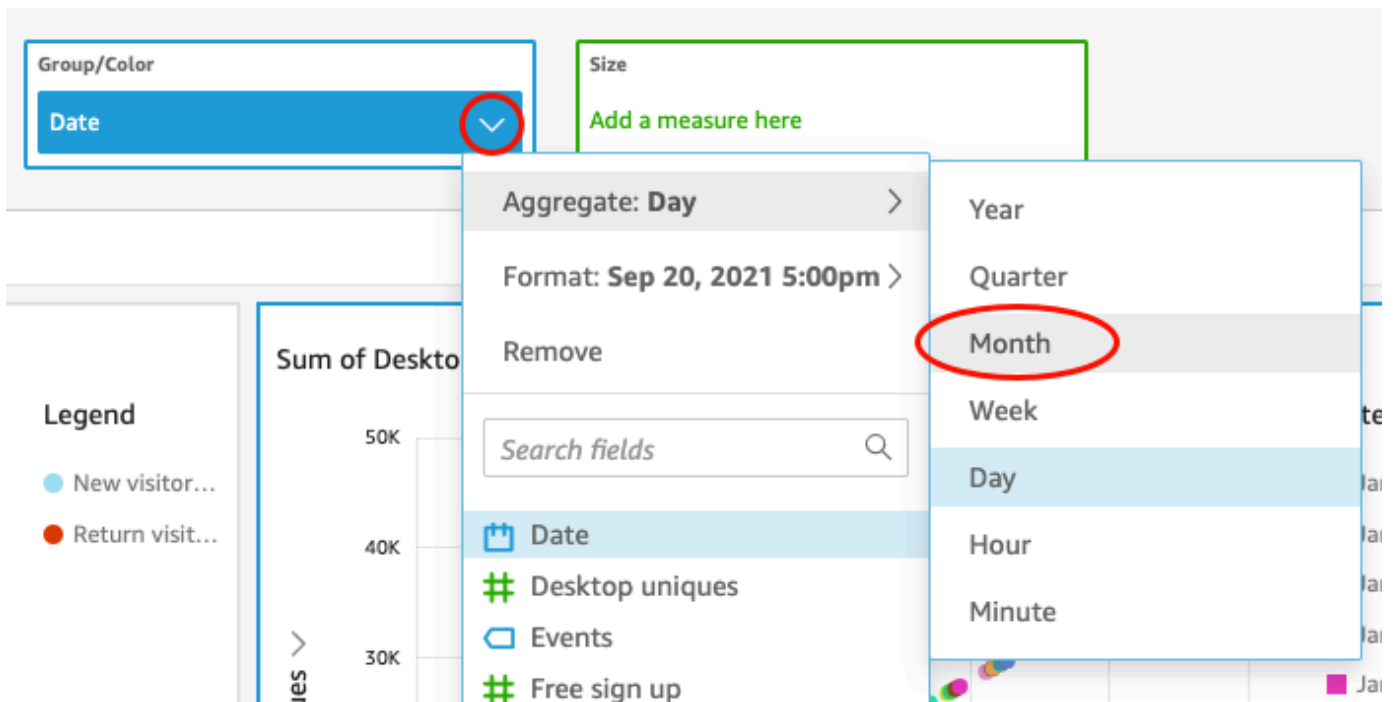 Group/Color
Date
Size
Add a measure here
Aggregate: Day
Format: Sep 20, 2021 5:00pm
Remove
Search fields
Date
Desktop uniques
Events
Free sign up
Year
Quarter
Month
Week
Day
Hour
Minute
Legend
New visitor...
Return visit...
Sum of Deskto
50K
40K
30K